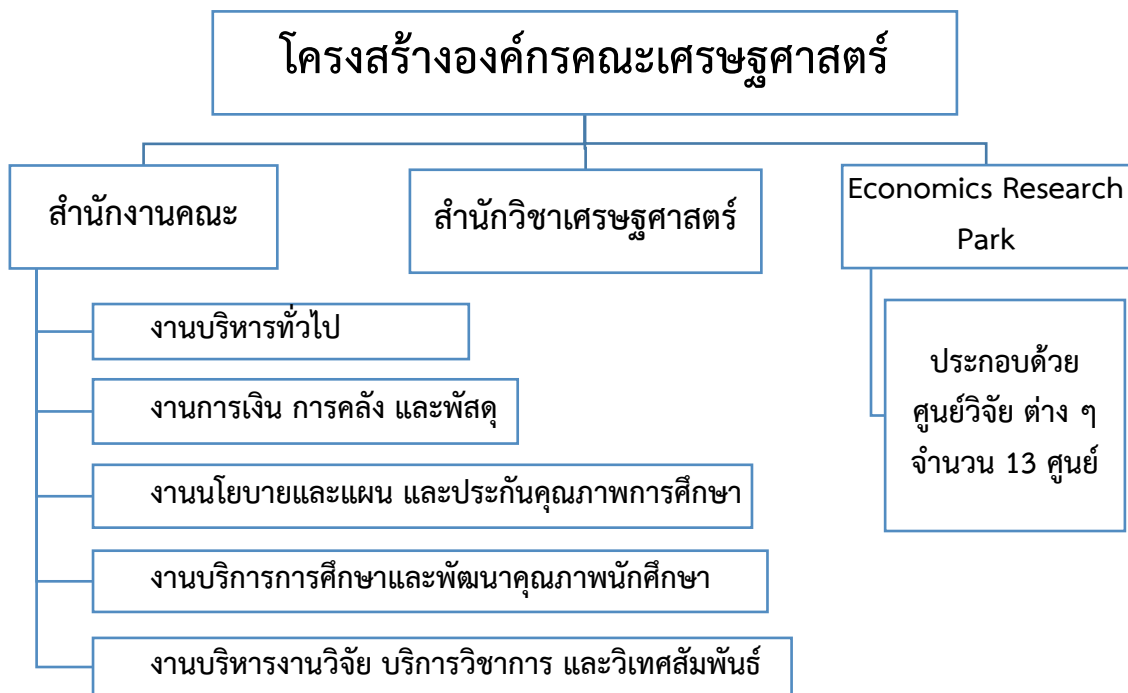 โครงสร้างองค์กรคณะเศรษฐศาสตร์
สำนักงานคณะ
สำนักวิชาเศรษฐศาสตร์
Economics Research
Park
งานบริหารทั่วไป
งานการเงิน การคลัง และพัสดุ
งานนโยบายและแผน และประกันคุณภาพการศึกษา
งานบริการการศึกษาและพัฒนาคุณภาพนักศึกษา
งานบริหารงานวิจัย บริการวิชาการ และวิเทศสัมพันธ์
ประกอบด้วย
ศูนย์วิจัย ต่าง ๆ
จำนวน 13 ศูนย์